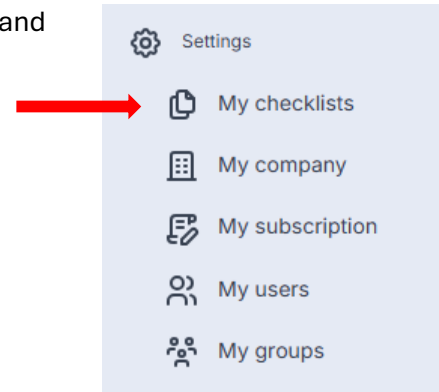 and
Settings
My checklists
My company
My subscription
My users
My groups